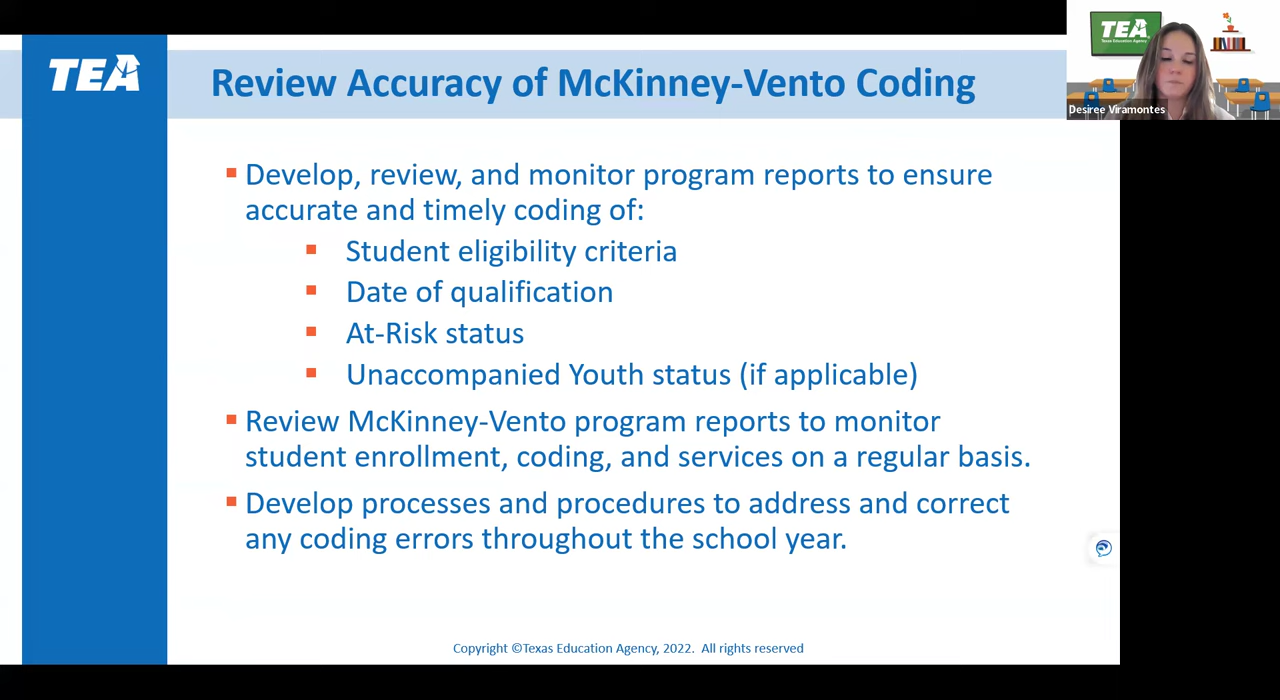 TEA
Review Accuracy of McKinney-Vento Coding
TEA
Texas Education Agency
Desiree Viramontes
▪ Develop, review, and monitor program reports to ensure
accurate and timely coding of:
▪ Student eligibility criteria
▪ Date of qualification
▪ At-Risk status
▪ Unaccompanied Youth status (if applicable)
▪ Review McKinney-Vento program reports to monitor
student enrollment, coding, and services on a regular basis.
▪ Develop processes and procedures to address and correct
any coding errors throughout the school year.
Copyright ©Texas Education Agency, 2022. All rights reserved